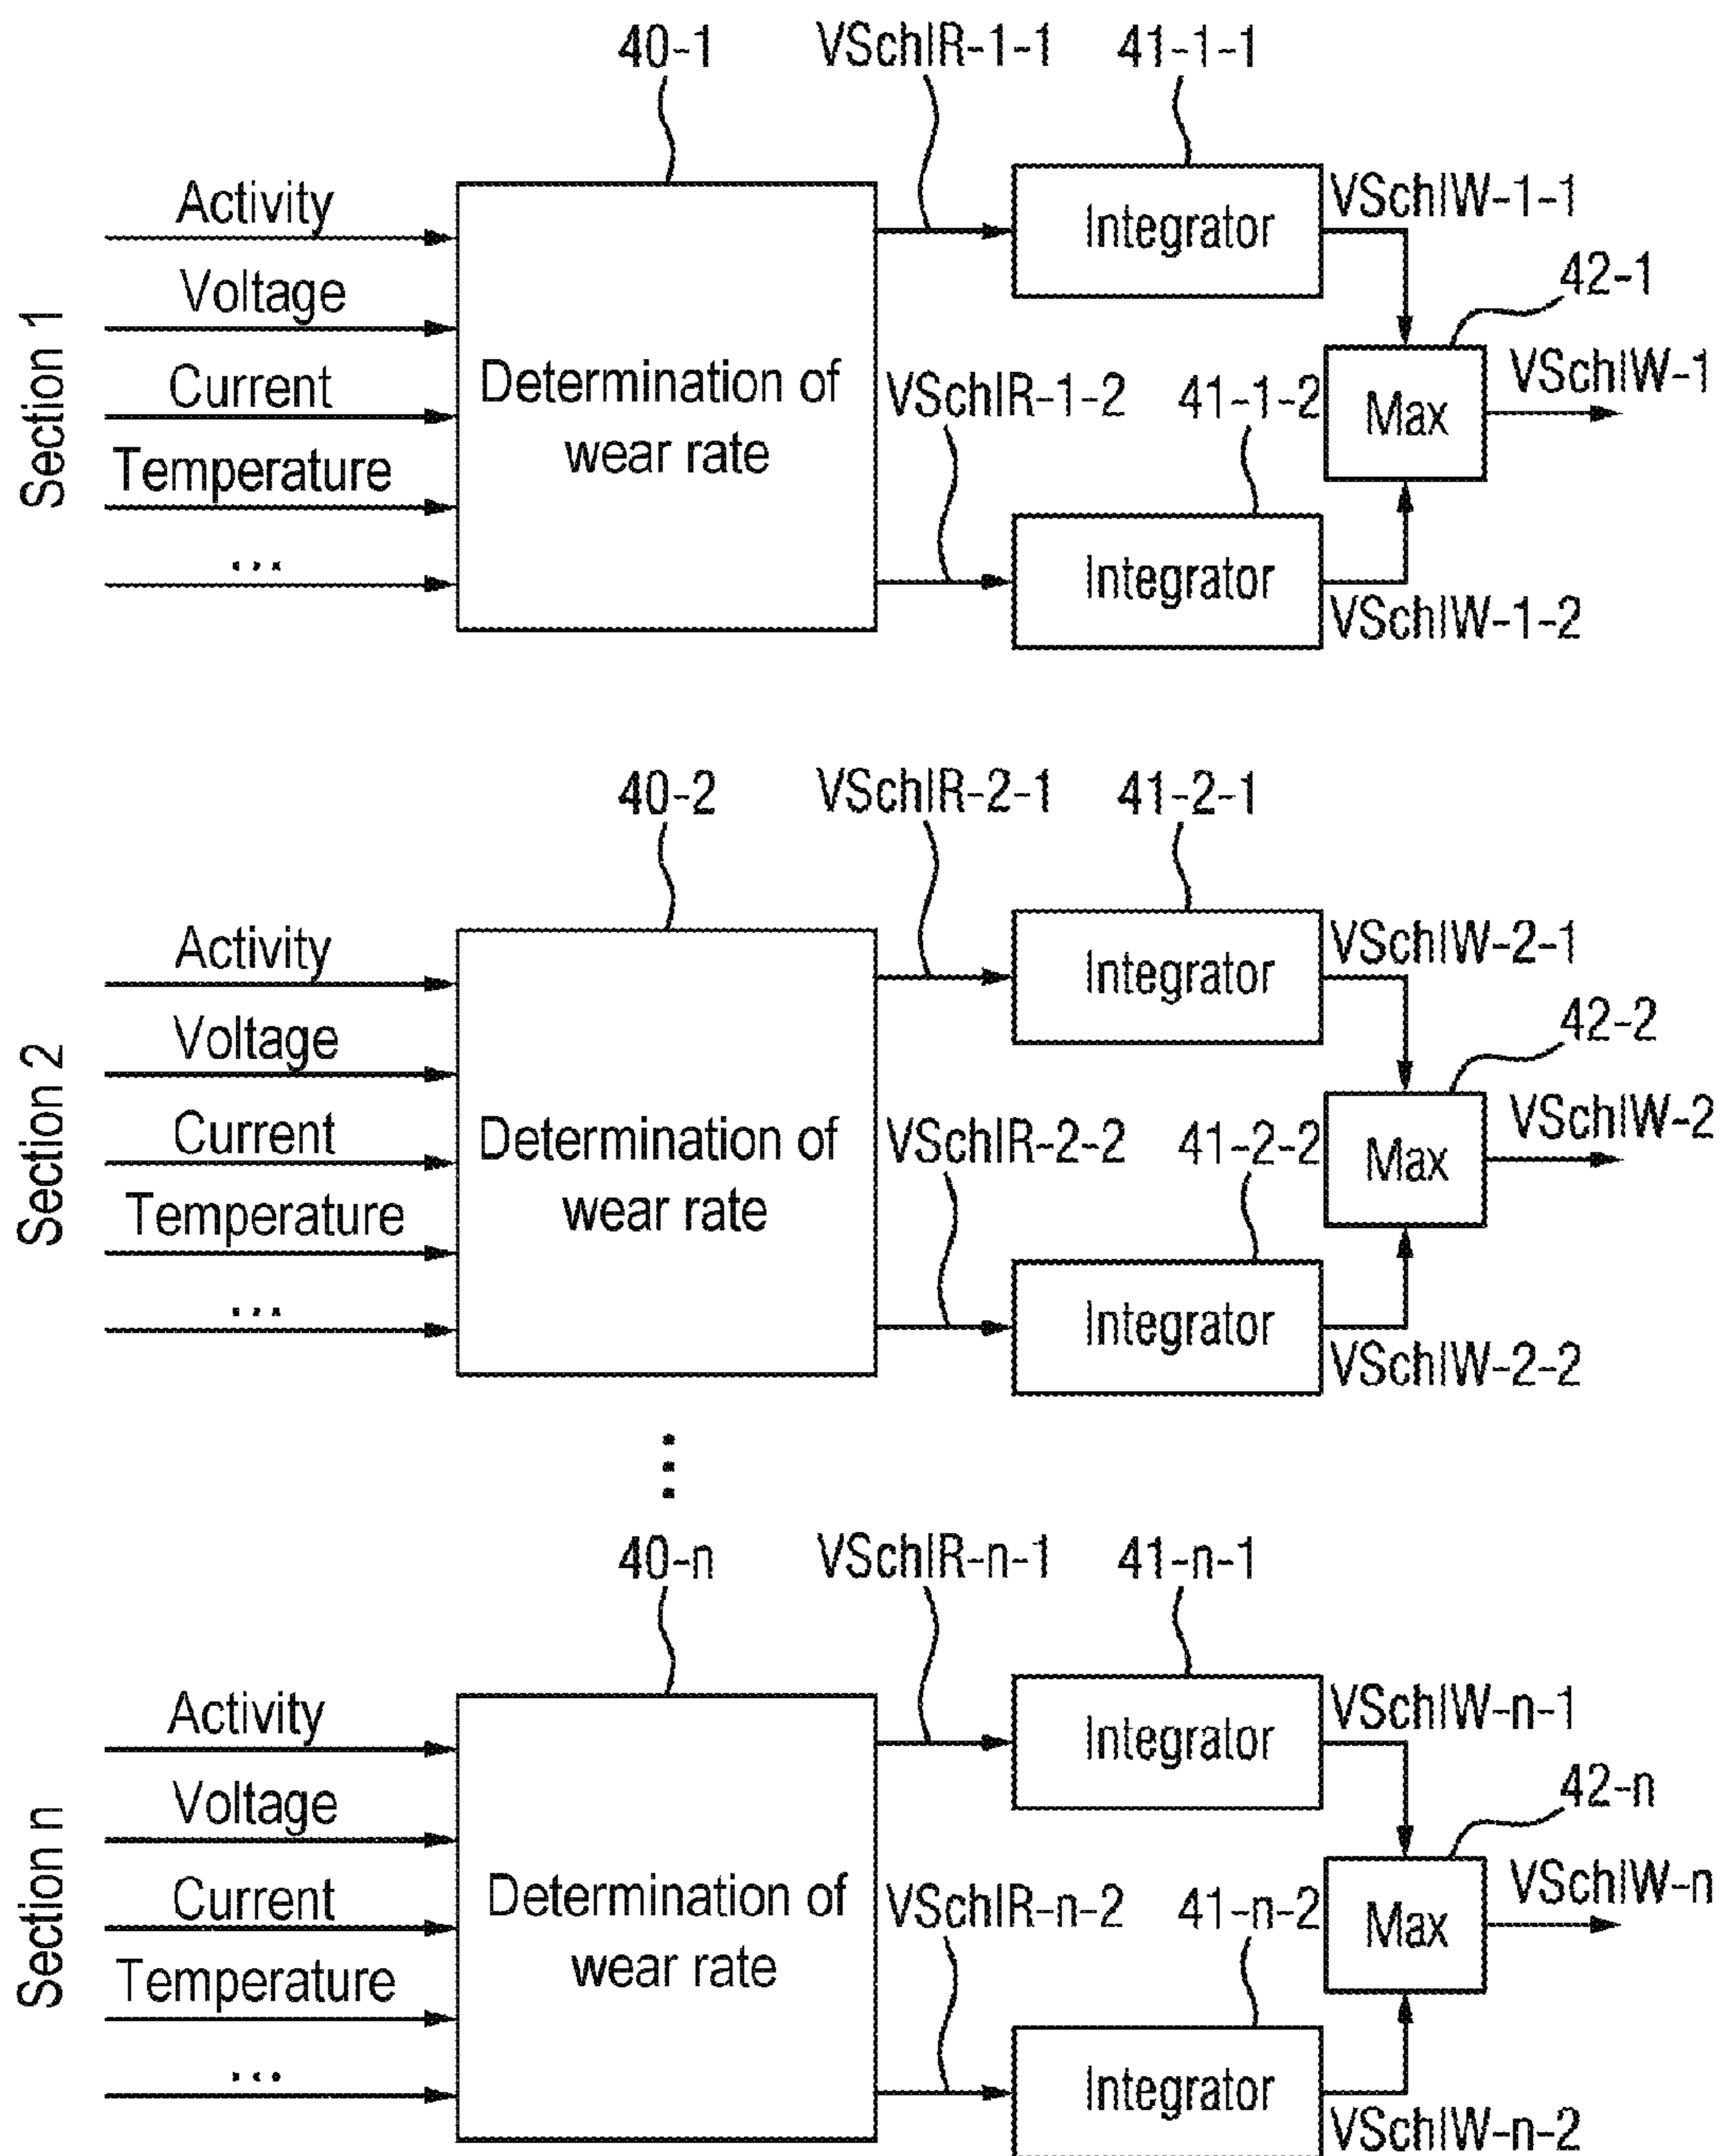 40-1 VSchlR-1-1 41-1-1
Section 1
Activity
Voltage
Current
Temperature
...
Determination of
wear rate
Integrator
VSchlW-1-1
42-1
VSchlR-1-2 41-1-2
Max
VSchlW-1
Integrator
VSchlW-1-2
40-2 VSchlR-2-1 41-2-1
Section 2
Activity
Voltage
Current
Temperature
...
Determination of
wear rate
Integrator
VSchlW-2-1
42-2
VSchlR-2-2 41-2-2
Max
VSchlW-2
Integrator
VSchlW-2-2
...
40-n VSchlR-n-1 41-n-1
Section n
Activity
Voltage
Current
Temperature
...
Determination of
wear rate
Integrator
VSchlW-n-1
42-n
VSchlR-n-2 41-n-2
Max
VSchlW-n
Integrator
VSchlW-n-2